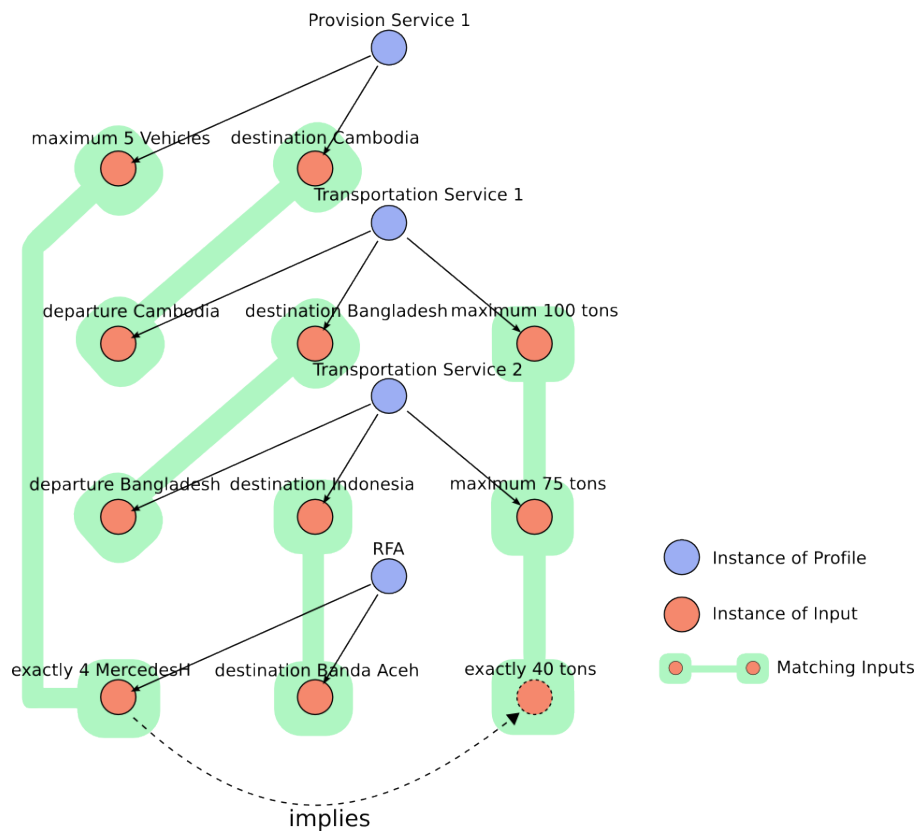 Provision Service 1
maximum 5 Vehicles
destination Cambodia
Transportation Service 1
departure Cambodia
destination Bangladesh
maximum 100 tons
Transportation Service 2
departure Bangladesh
destination Indonesia
maximum 75 tons
RFA
Instance of Profile
Instance of Input
exactly 4 MercedesH
destination Banda Aceh
exactly 40 tons
Matching Inputs
implies